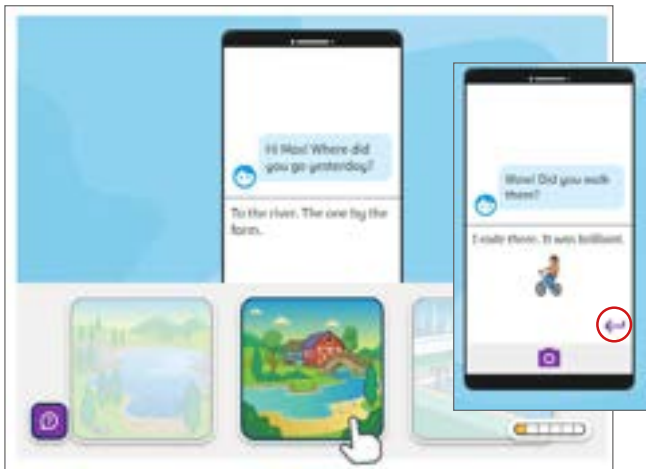 Hi Max! Where did
you go yesterday?
To the river. The one by the
farm.
Wow! Did you walk
there?
I rode there. It was brilliant.